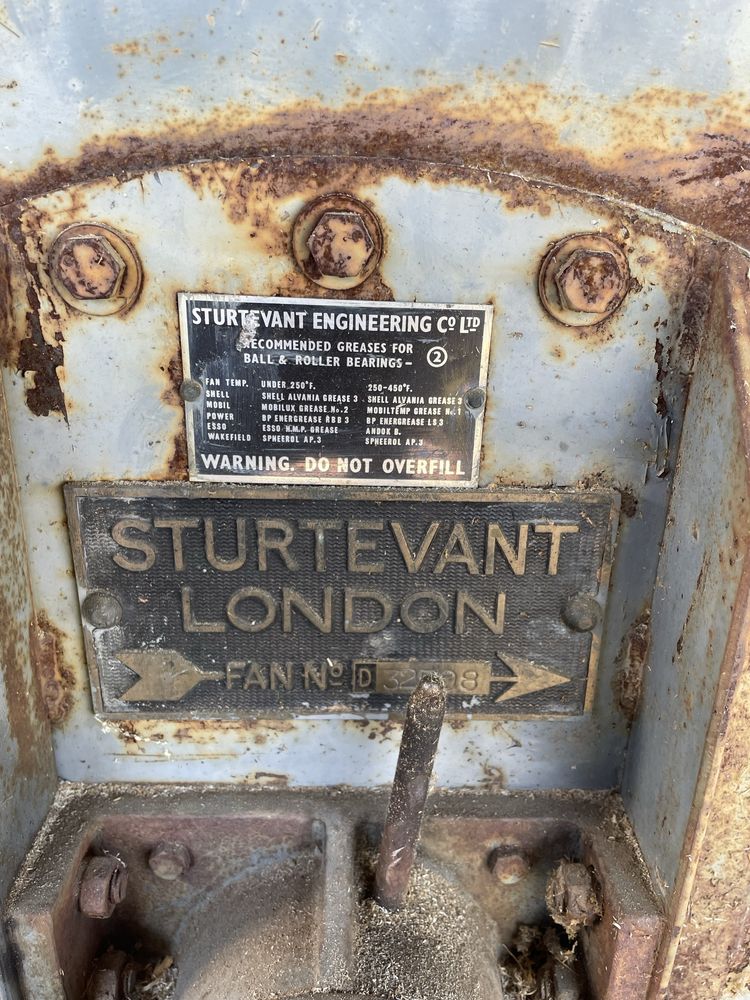 STURTEVANT ENGINEERING Cº LTD
RECOMMENDED GREASES FOR
BALL & ROLLER BEARINGS - 2
FAN TEMP. UNDER 250°F. 250-450°F.
SHELL SHELL ALVANIA GREASE 3 SHELL ALVANIA GREASE 3
MOBIL MOBILUX GREASE No. 2 MOBILTEMP GREASE No. 1
POWER BP ENERGREASE RBB 3 BP ENERGREASE LS 3
ESSO ESSO M.M.P. GREASE ANDOK B.
WAKEFIELD SPHEEROL AP.3 SPHEEROL AP.3
WARNING. DO NOT OVERFILL
STURTEVANT
LONDON
FAN Nº D